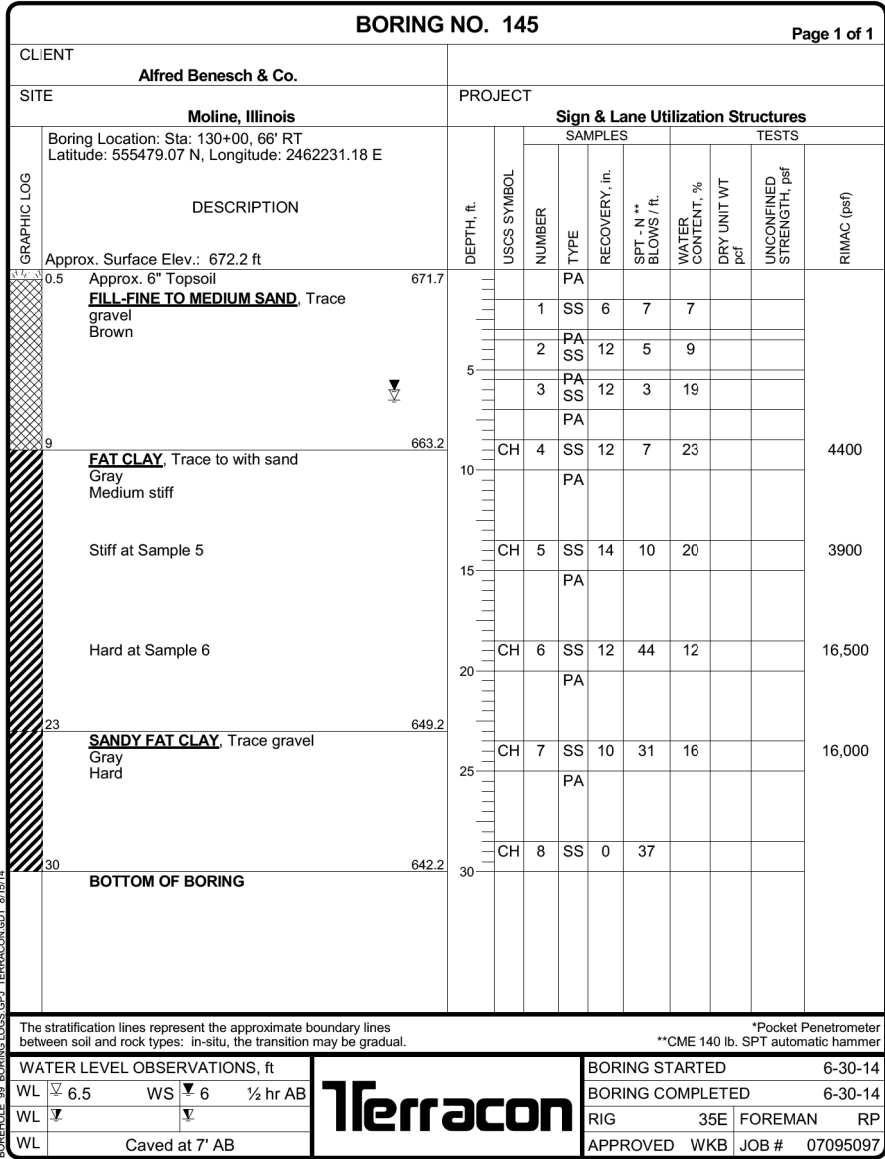 BORING NO. 145
Page 1 of 1
CLIENT
Alfred Benesch & Co.
SITE
Moline, Illinois
PROJECT
Sign & Lane Utilization Structures
GRAPHIC LOG
Boring Location: Sta: 130+00, 66' RT
Latitude: 555479.07 N, Longitude: 2462231.18 E
DESCRIPTION
Approx. Surface Elev.: 672.2 ft
DEPTH, ft.
USCS SYMBOL
SAMPLES
NUMBER
TYPE
RECOVERY, in.
SPT - N **
BLOWS / ft.
TESTS
WATER
CONTENT, %
DRY UNIT WT
pcf
UNCONFINED
STRENGTH, psf
RIMAC (psf)
0.5 Approx. 6" Topsoil 671.7 PA
FILL-FINE TO MEDIUM SAND, Trace
gravel
Brown
1 SS 6 7 7
PA
2 SS 12 5 9
5
PA
3 SS 12 3 19
PA
9 663.2
FAT CLAY, Trace to with sand
Gray
Medium stiff
CH 4 SS 12 7 23 4400
10
PA
Stiff at Sample 5 CH 5 SS 14 10 20 3900
15
PA
Hard at Sample 6 CH 6 SS 12 44 12 16,500
20
PA
23 649.2
SANDY FAT CLAY, Trace gravel
Gray
Hard
CH 7 SS 10 31 16 16,000
25
PA
CH 8 SS 0 37
30 642.2 30
BOTTOM OF BORING
The stratification lines represent the approximate boundary lines
between soil and rock types: in-situ, the transition may be gradual.
*Pocket Penetrometer
**CME 140 lb. SPT automatic hammer
WATER LEVEL OBSERVATIONS, ft
WL 6.5 WS 6 ½ hr AB
WL
WL Caved at 7' AB
Terracon
BORING STARTED 6-30-14
BORING COMPLETED 6-30-14
RIG 35E FOREMAN RP
APPROVED WKB JOB # 07095097
BOREHOLE 99 BORING LOGS.GPJ TERRACON.GDT 8/15/14